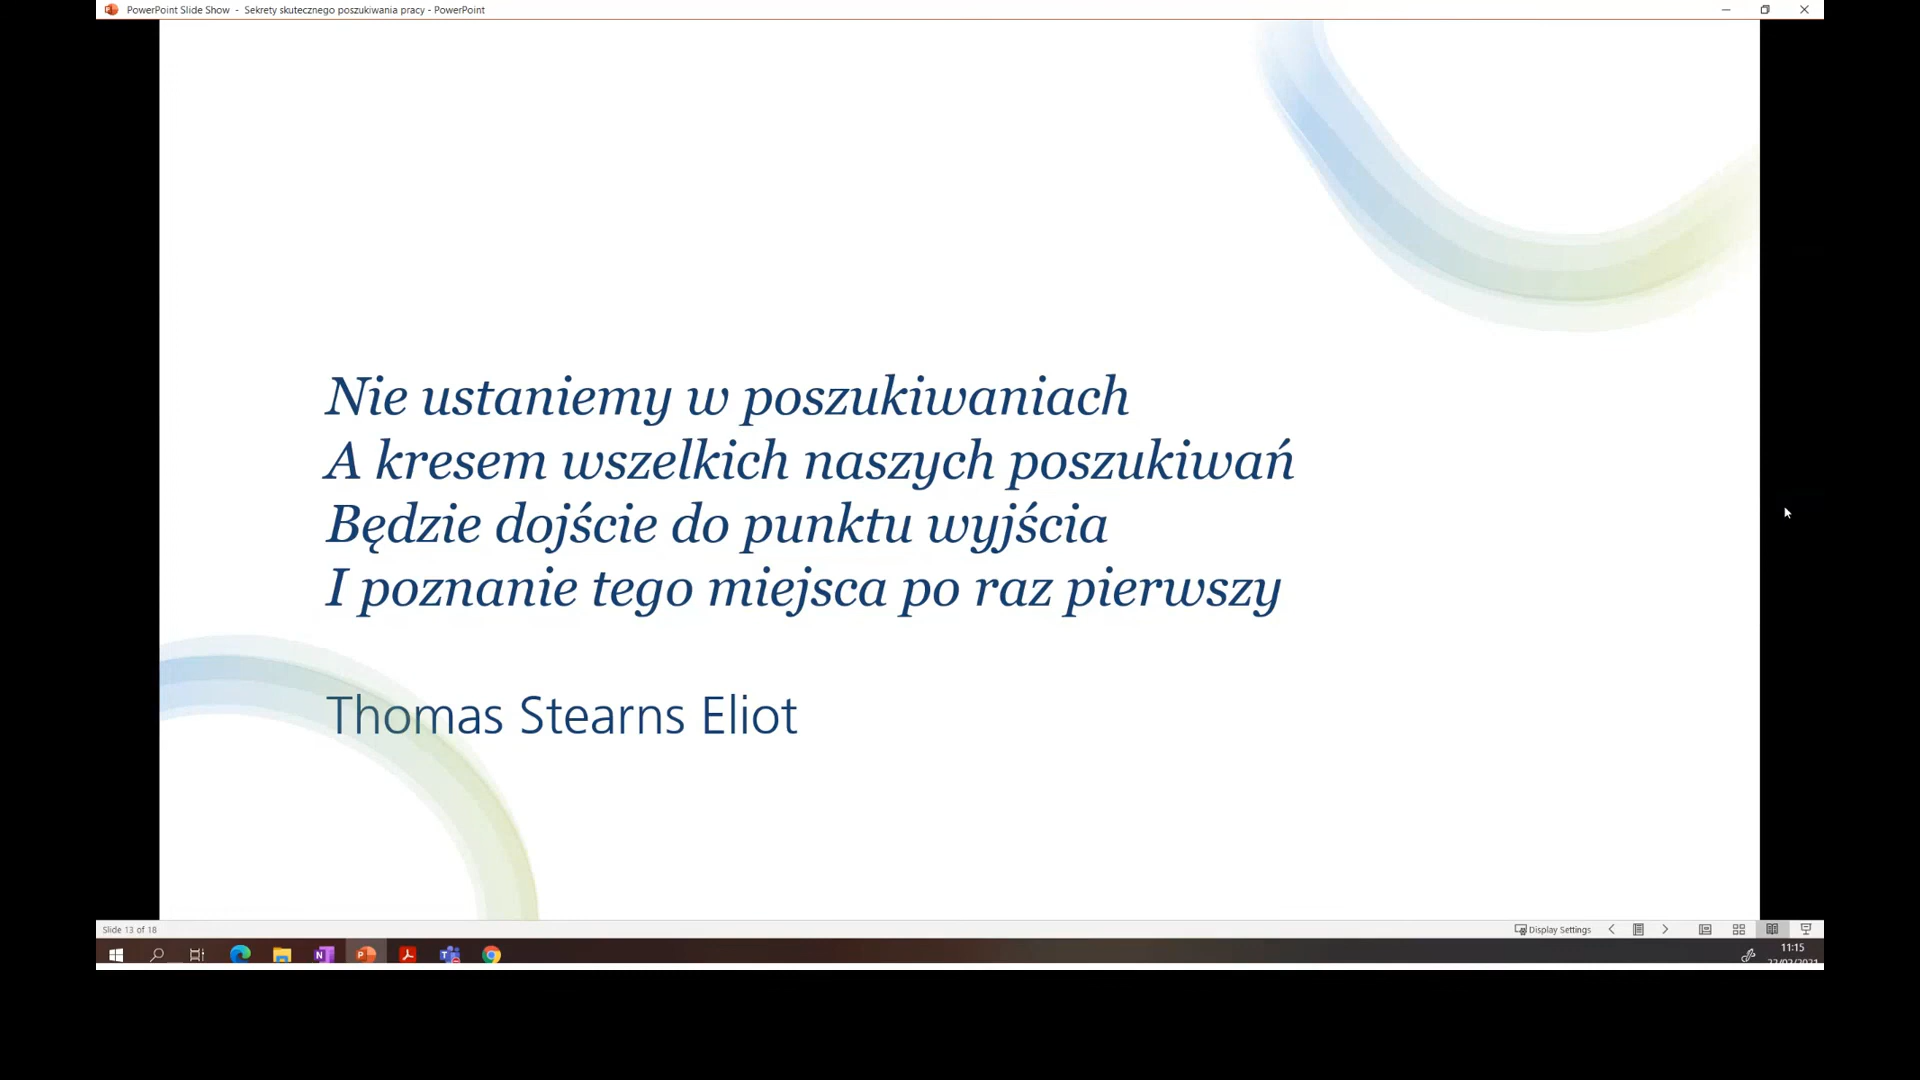 PowerPoint Slide Show - Sekrety skutecznego poszukiwania pracy - PowerPoint
Nie ustaniemy w poszukiwaniach
A kresem wszelkich naszych poszukiwań
Będzie dojście do punktu wyjścia
I poznanie tego miejsca po raz pierwszy
Thomas Stearns Eliot
Slide 13 of 18
Display Settings
11:15